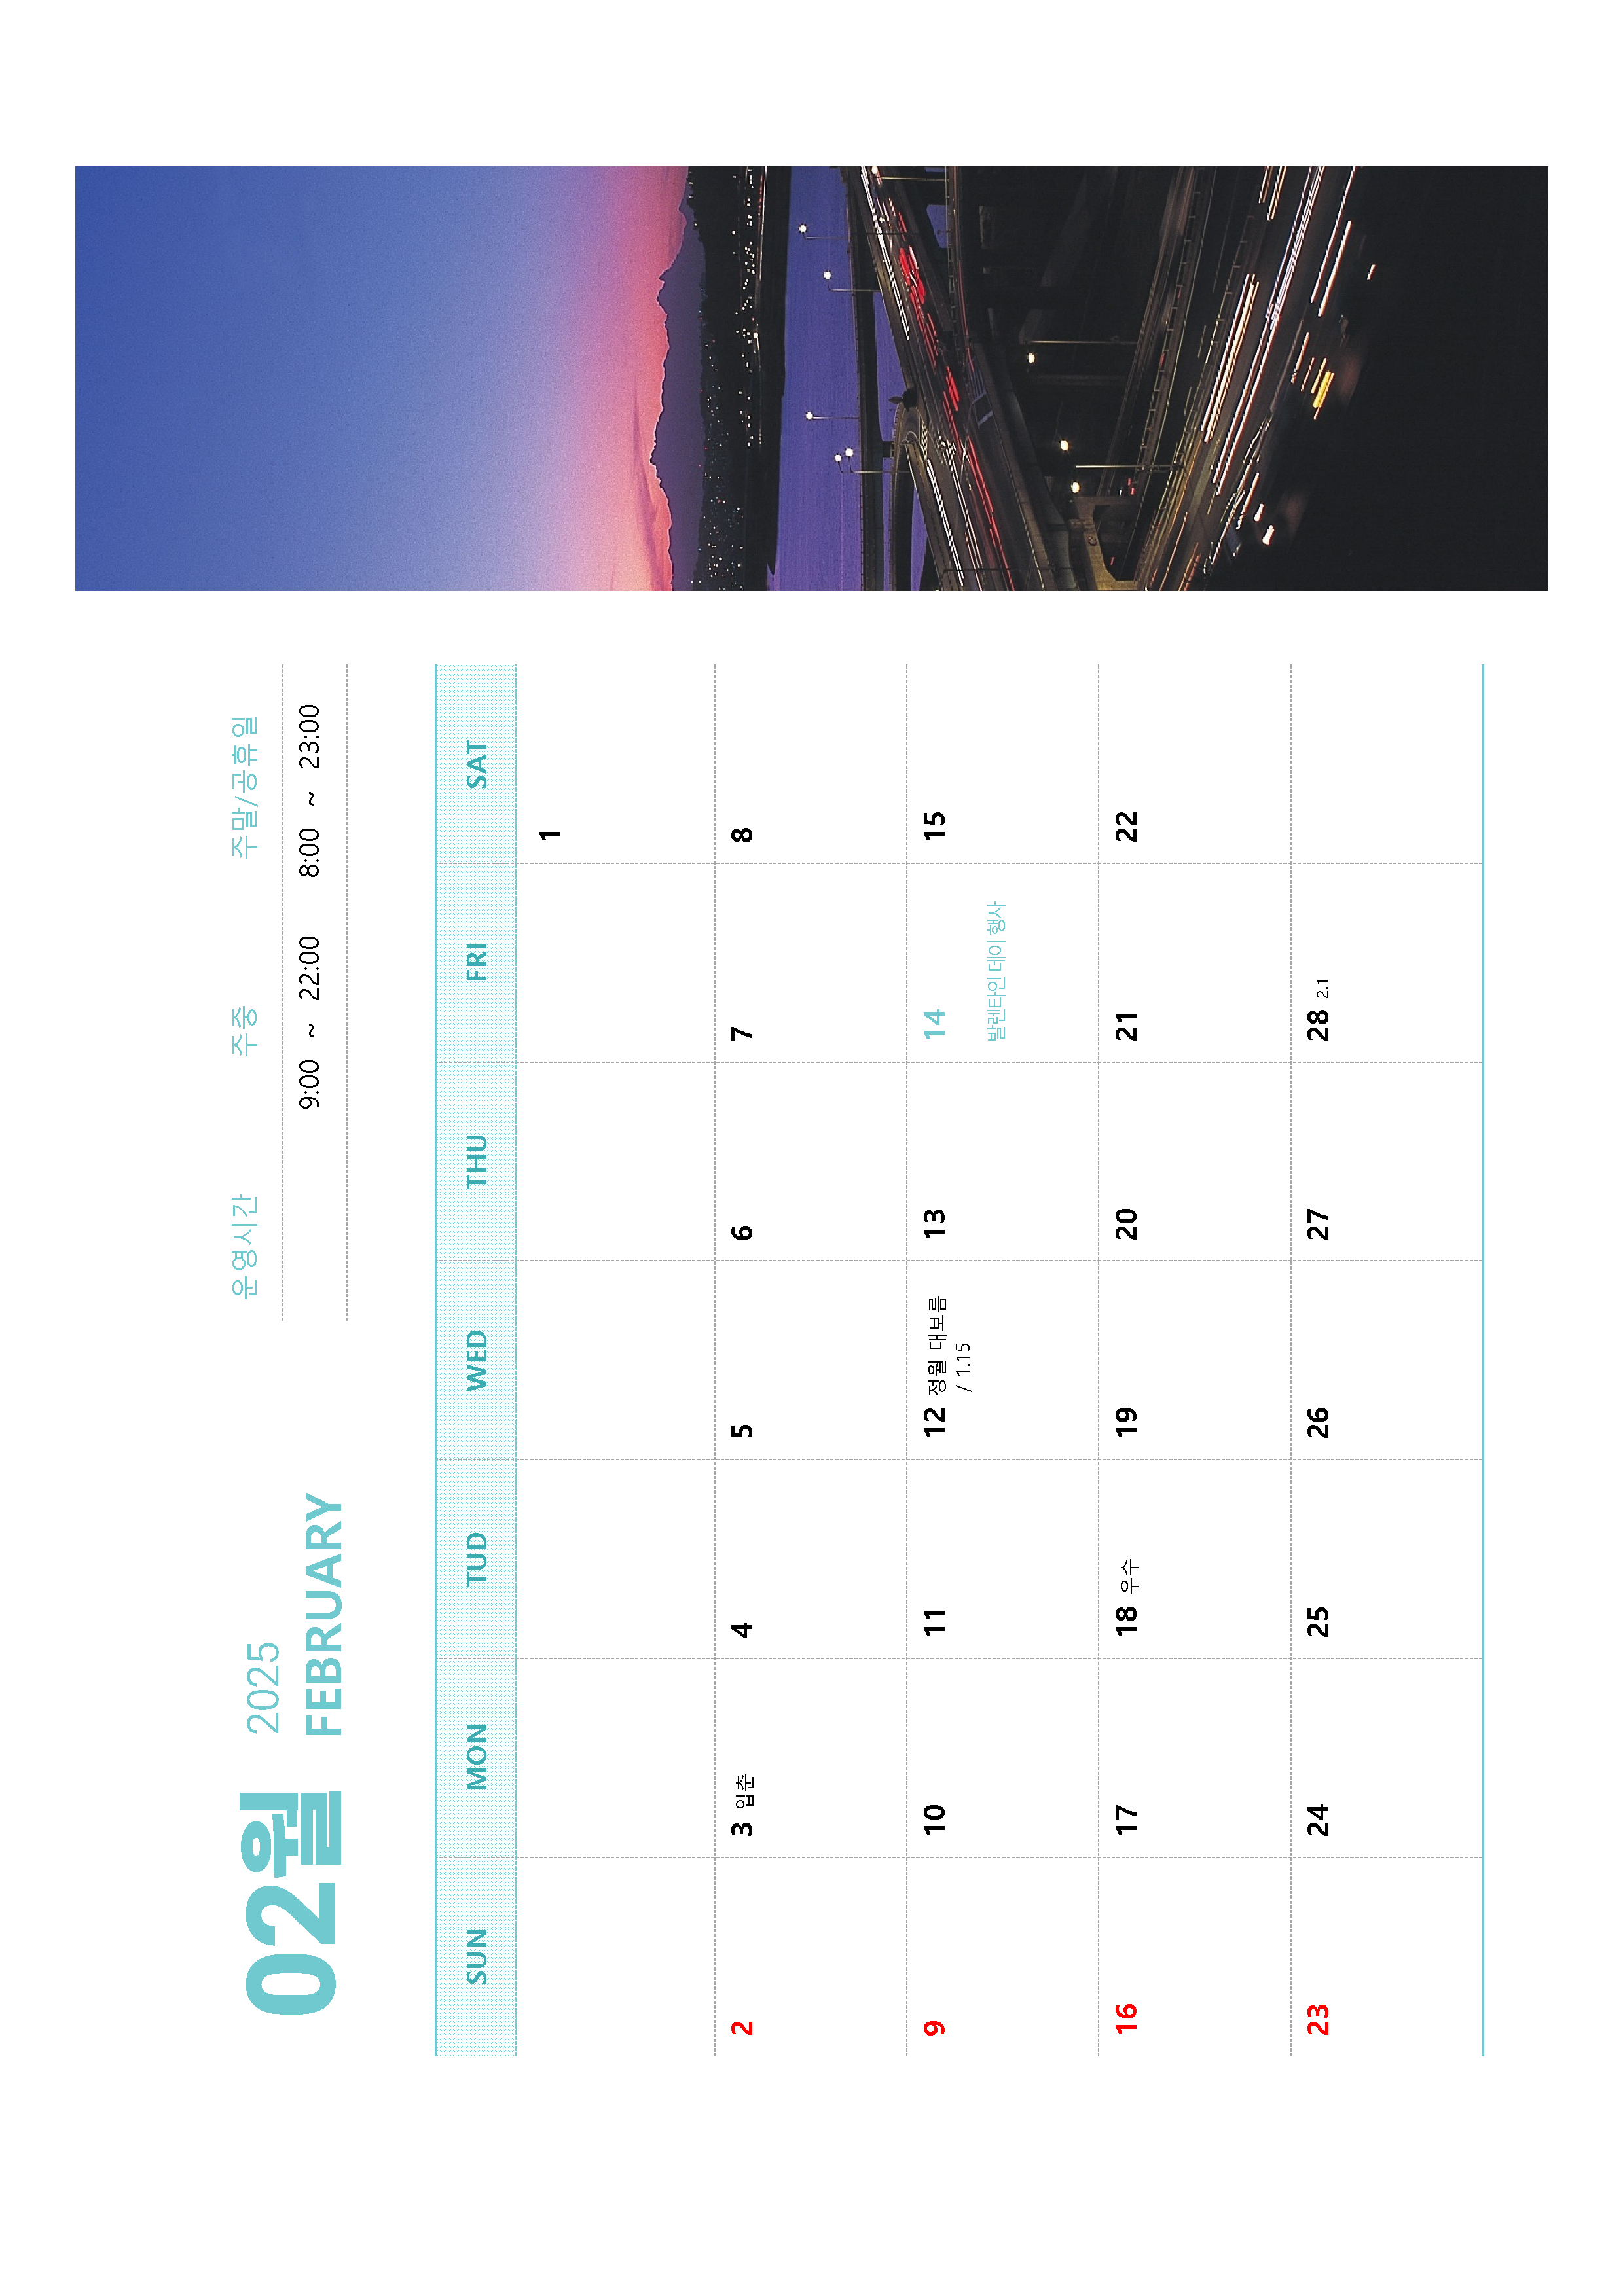 02월
2025
FEBRUARY
운영시간 주중 주말/공휴일
9:00 ~ 22:00 8:00 ~ 23:00
SUN MON TUD WED THU FRI SAT
1
2 3 입춘 4 5 6 7 8
9 10 11 12 정월 대보름 13 14 15
/ 1.15
발렌타인 데이 행사
16 17 18 우수 19 20 21 22
23 24 25 26 27 28 2.1